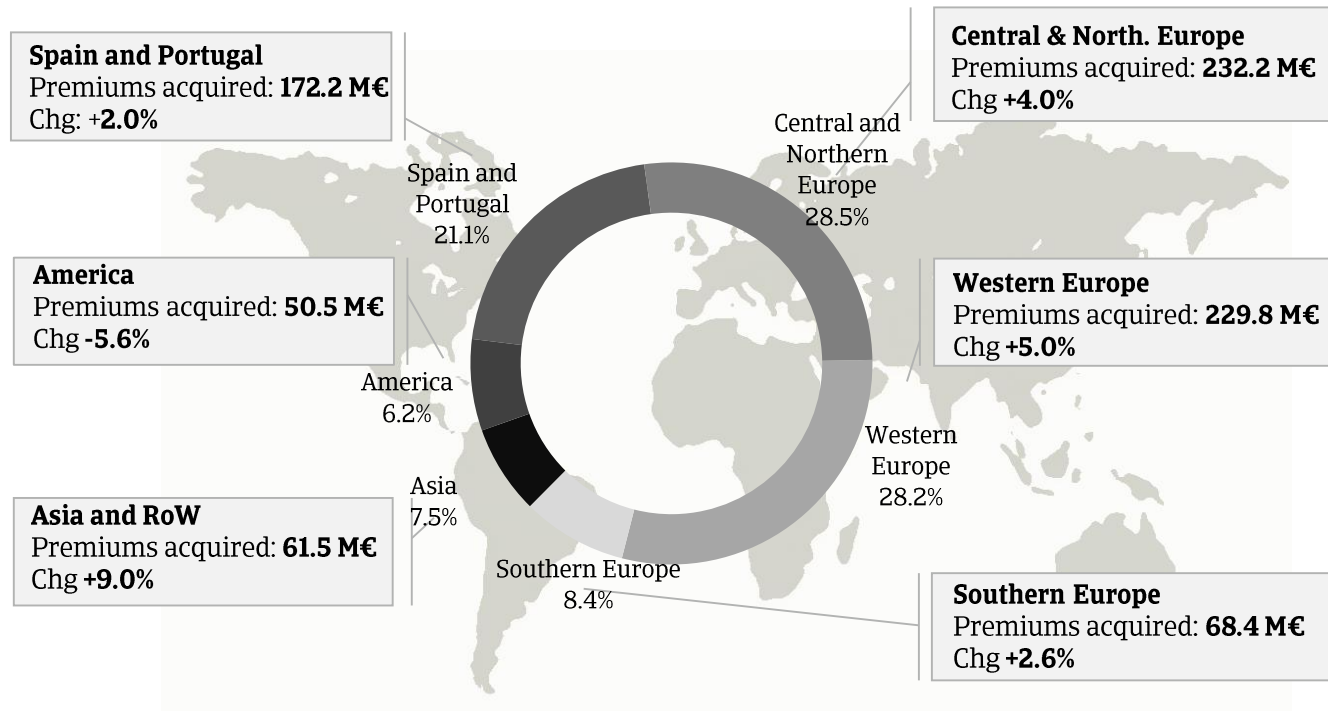 Spain and Portugal
Premiums acquired: 172.2 M€
Chg: +2.0%
Central & North. Europe
Premiums acquired: 232.2 M€
Chg +4.0%
Central and
Northern
Europe
28.5%
Spain and
Portugal
21.1%
America
Premiums acquired: 50.5 M€
Chg -5.6%
Western Europe
Premiums acquired: 229.8 M€
Chg +5.0%
America
6.2%
Western
Europe
28.2%
Asia
7.5%
Asia and RoW
Premiums acquired: 61.5 M€
Chg +9.0%
Southern Europe
8.4%
Southern Europe
Premiums acquired: 68.4 M€
Chg +2.6%